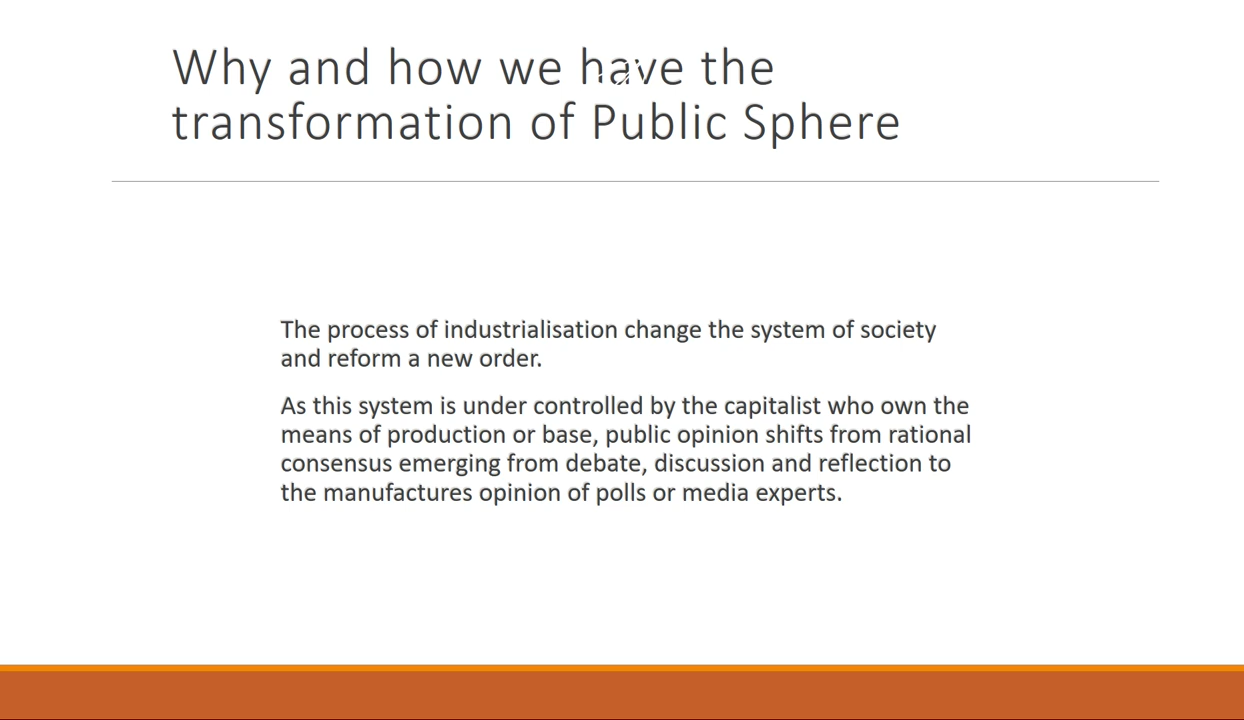 Why and how we have the
transformation of Public Sphere
The process of industrialisation change the system of society
and reform a new order.
As this system is under controlled by the capitalist who own the
means of production or base, public opinion shifts from rational
consensus emerging from debate, discussion and reflection to
the manufactures opinion of polls or media experts.